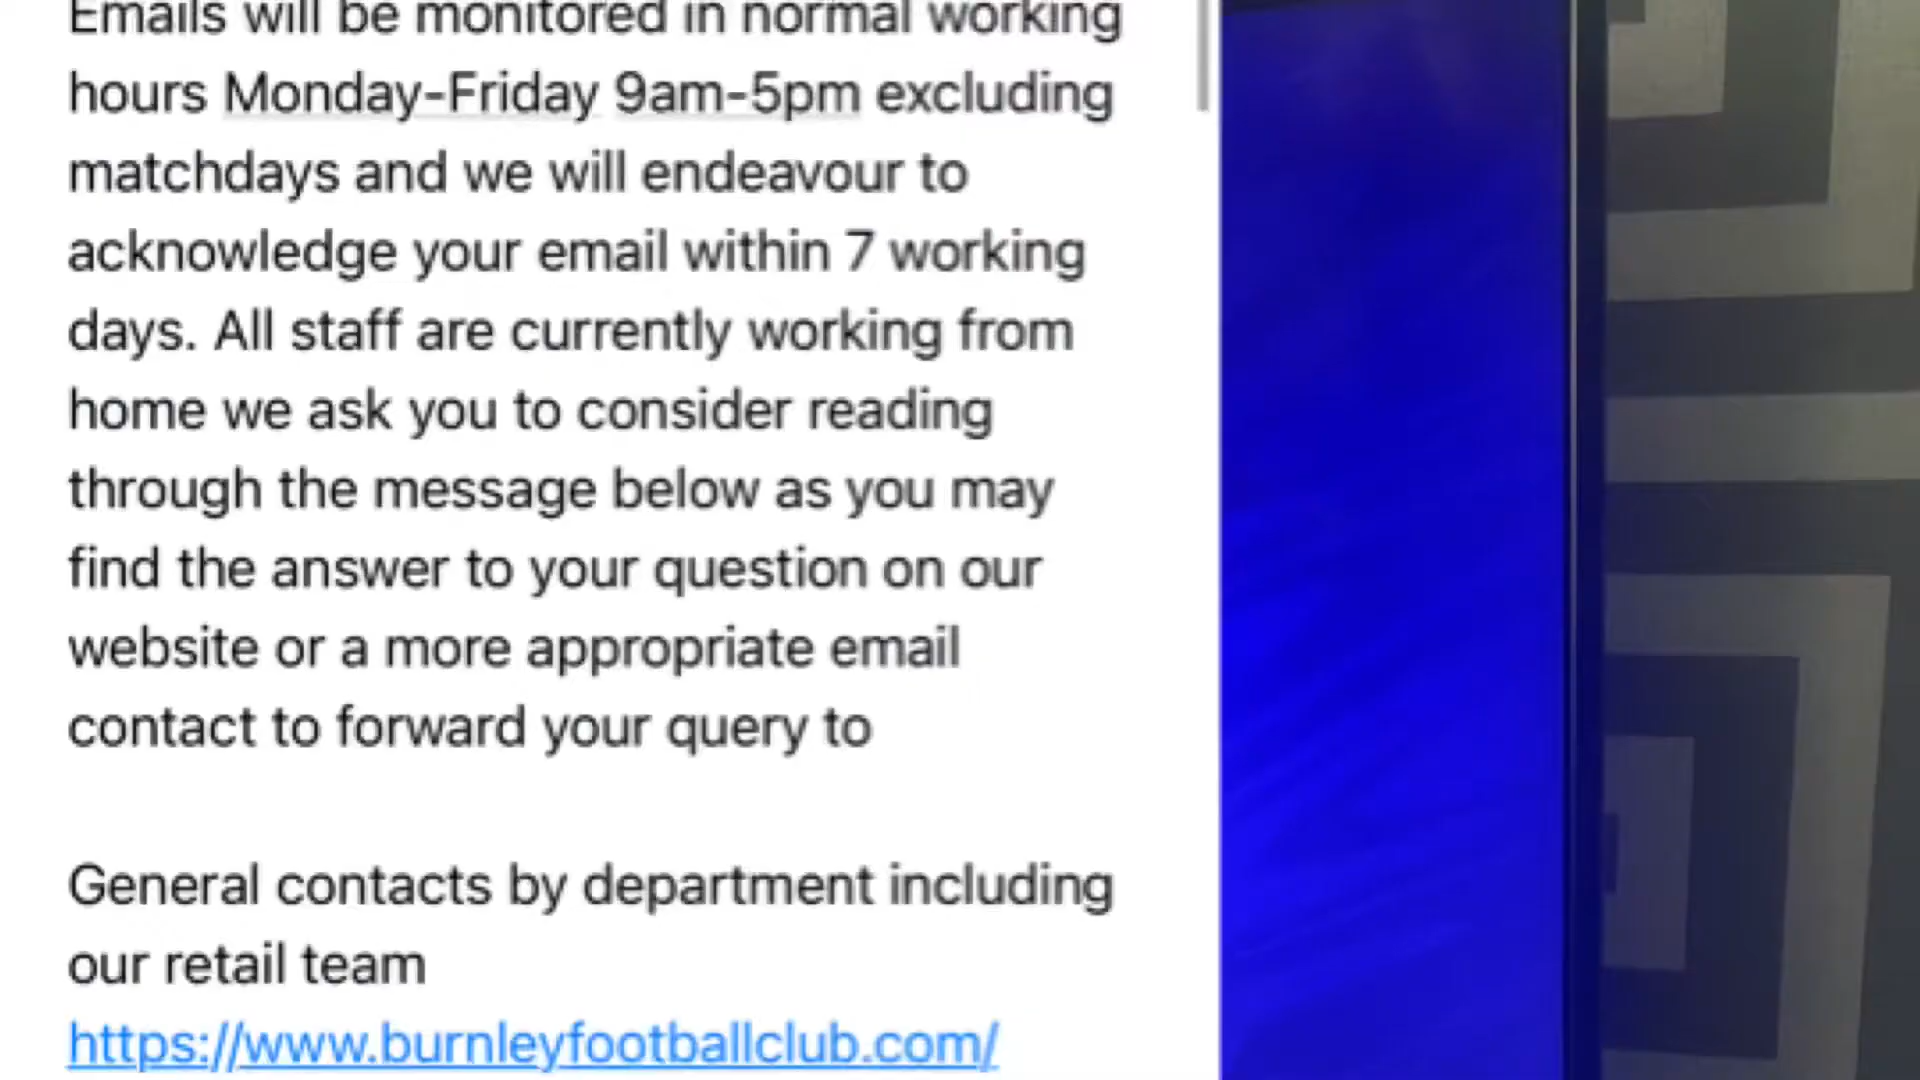 Emails will be monitored in normal working
hours Monday-Friday 9am-5pm excluding
matchdays and we will endeavour to
acknowledge your email within 7 working
days. All staff are currently working from
home we ask you to consider reading
through the message below as you may
find the answer to your question on our
website or a more appropriate email
contact to forward your query to
General contacts by department including
our retail team
https://www.burnleyfootballclub.com/